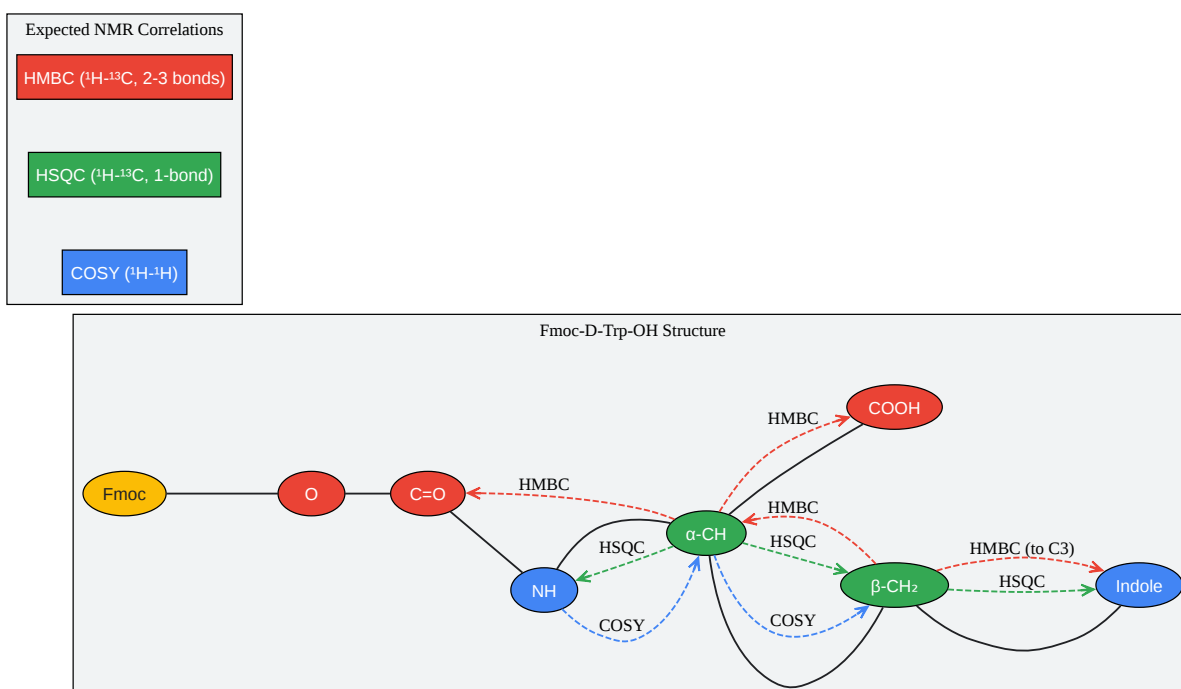 Expected NMR Correlations
HMBC (¹H-¹³C, 2-3 bonds)
HSQC (¹H-¹³C, 1-bond)
COSY (¹H-¹H)
Fmoc-D-Trp-OH Structure
COOH
HMBC
Fmoc
O
C=O
HMBC
HMBC
α-CH
HSQC
HSQC
HMBC (to C3)
HSQC
NH
β-CH₂
Indole
COSY
COSY